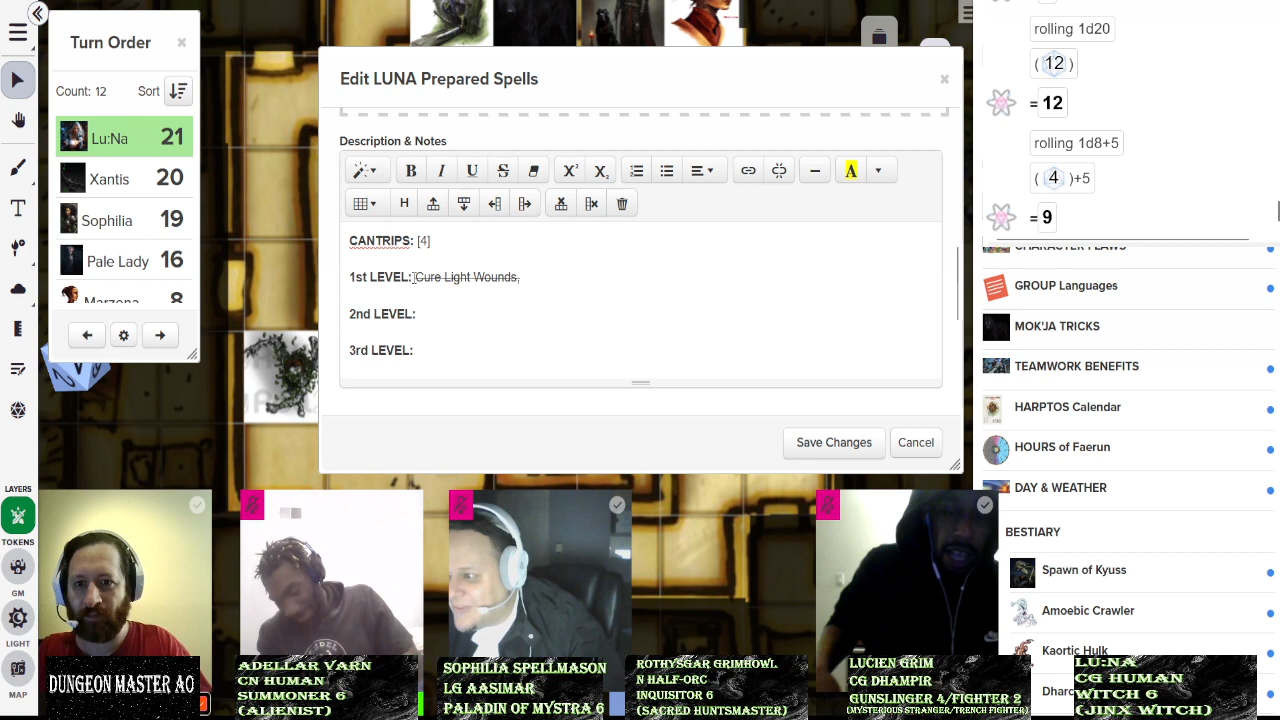 Turn Order
Count: 12 Sort
Lu:Na 21
Xantis 20
Sophilia 19
Pale Lady 16
Marzena 8
LAYERS
TOKENS
GM
LIGHT
MAP
Edit LUNA Prepared Spells
Description & Notes
CANTRIPS: [4]
1st LEVEL: Cure Light Wounds,
2nd LEVEL:
3rd LEVEL:
Save Changes Cancel
rolling 1d20
( 12 )
= 12
rolling 1d8+5
( 4 )+5
= 9
CHARACTER FLAWS
GROUP Languages
MOK'JA TRICKS
TEAMWORK BENEFITS
HARPTOS Calendar
HOURS of Faerun
DAY & WEATHER
BESTIARY
Spawn of Kyuss
Amoebic Crawler
Kaortic Hulk
Dharc
DUNGEON MASTER AO
ADELLAR VARN
CN HUMAN
SUMMONER 6
(ALIENIST)
SOPHILIA SPELLMASON
LG AASIMAR
PALADIN OF MYSTRA 6
ROTHYSGAR GRIMHOWL
N HALF-ORC
INQUISITOR 6
(SACRED HUNTSMASTER)
LUCIEN GRIM
CG DHAMPIR
GUNSLINGER 4/FIGHTER 2
(MYSTERIOUS STRANGER/TRENCH FIGHTER)
LU:NA
CG HUMAN
WITCH 6
(JINX WITCH)